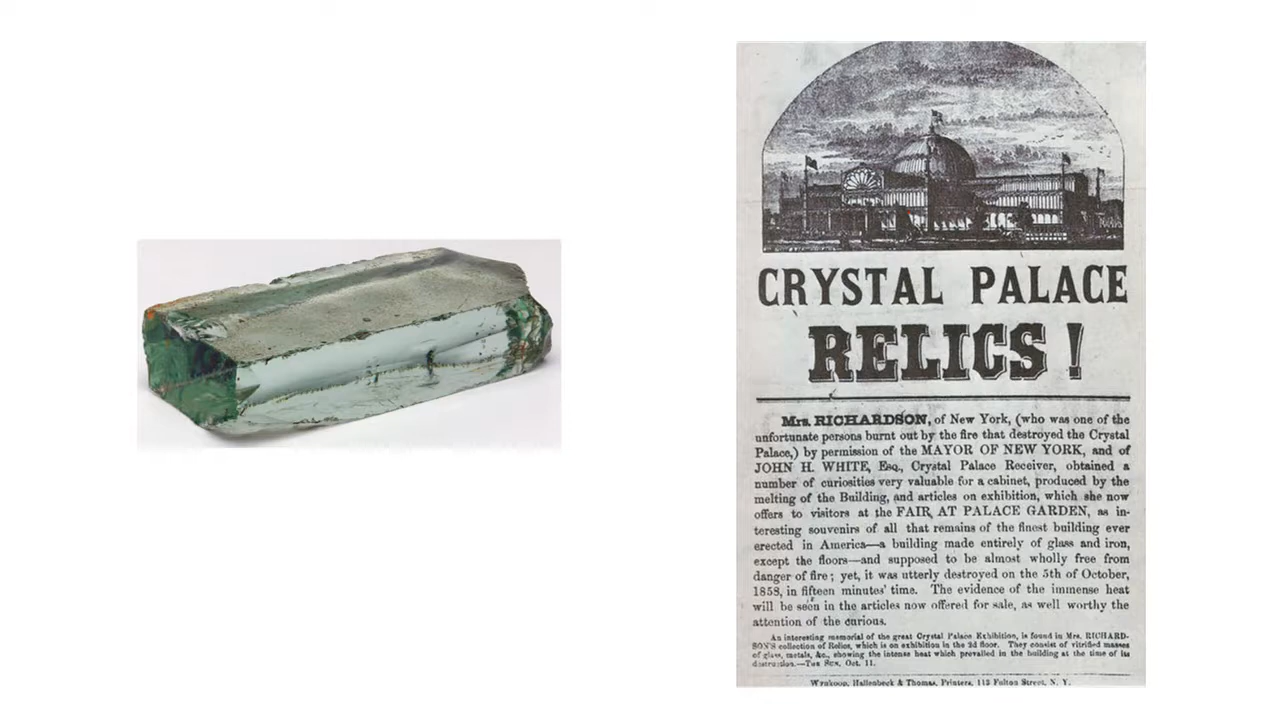 CRYSTAL PALACE
RELICS!
Mrs. RICHARDSON, of New York, (who was one of the
unfortunate persons burnt out by the fire that destroyed the Crystal
Palace,) by permission of the MAYOR OF NEW YORK, and of
JOHN H. WHITE, Esq., Crystal Palace Receiver, obtained a
number of curiosities very valuable for a cabinet, produced by the
melting of the Building, and articles on exhibition, which she now
offers to visitors at the FAIR AT PALACE GARDEN, as in-
teresting souvenirs of all that remains of the finest building ever
erected in America—a building made entirely of glass and iron,
except the floors—and supposed to be almost wholly free from
danger of fire; yet, it was utterly destroyed on the 5th of October,
1858, in fifteen minutes' time. The evidence of the immense heat
will be seen in the articles now offered for sale, as well worthy the
attention of the curious.
An interesting memorial of the great Crystal Palace Exhibition, is found in Mrs. RICHARD-
SON'S collection of Relics, which is on exhibition in the 2d floor. They consist of vitrified masses
of glass, metals, &c., showing the intense heat which prevailed in the building at the time of its
destruction.—THE SUN, Oct. 11.
Wynkoop, Hallenbeck & Thomas, Printers, 113 Fulton Street, N. Y.